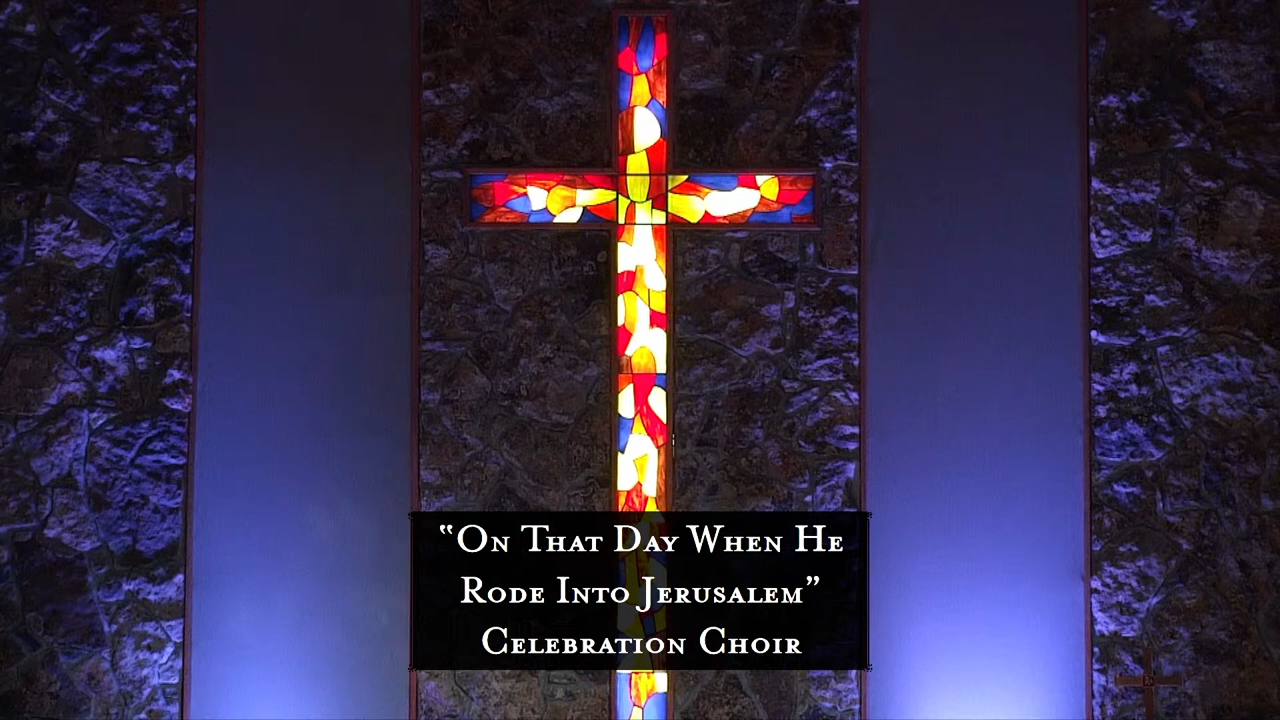 “On That Day When He
Rode Into Jerusalem”
Celebration Choir